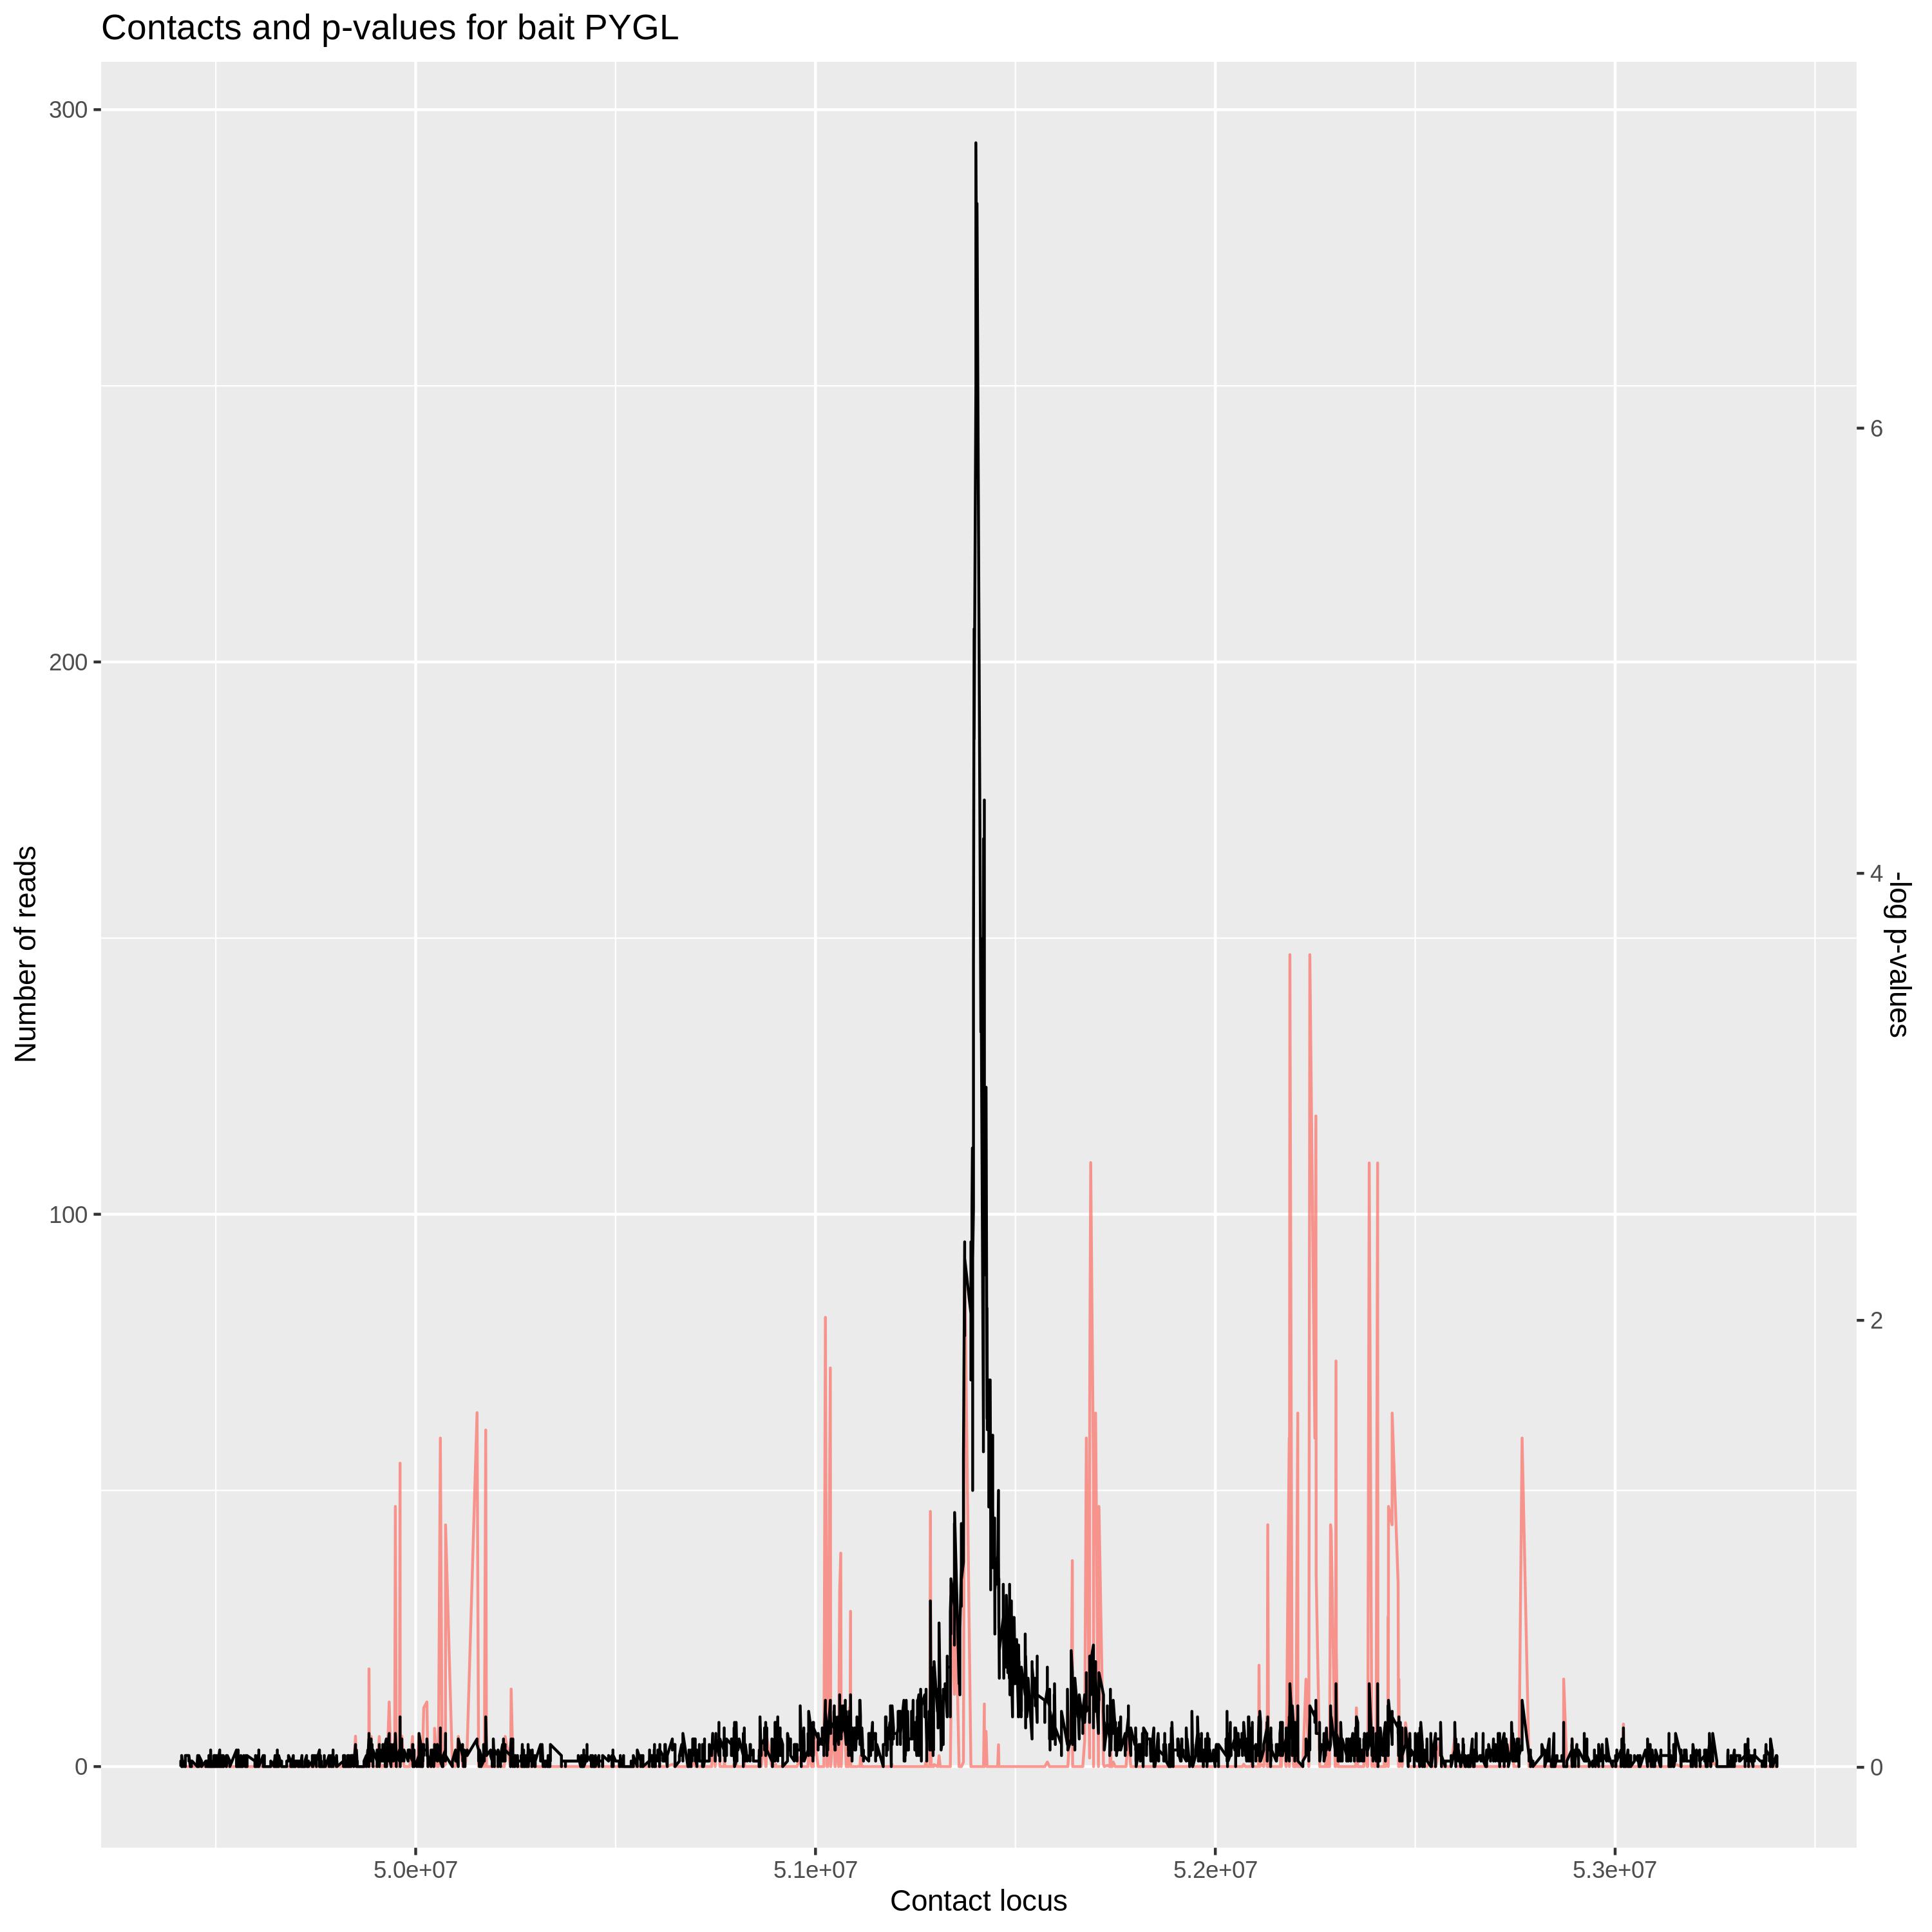 Contacts and p-values for bait PYGL
300
200
100
0
Number of reads
6
4
2
0
-log p-values
5.0e+07
5.1e+07
5.2e+07
5.3e+07
Contact locus